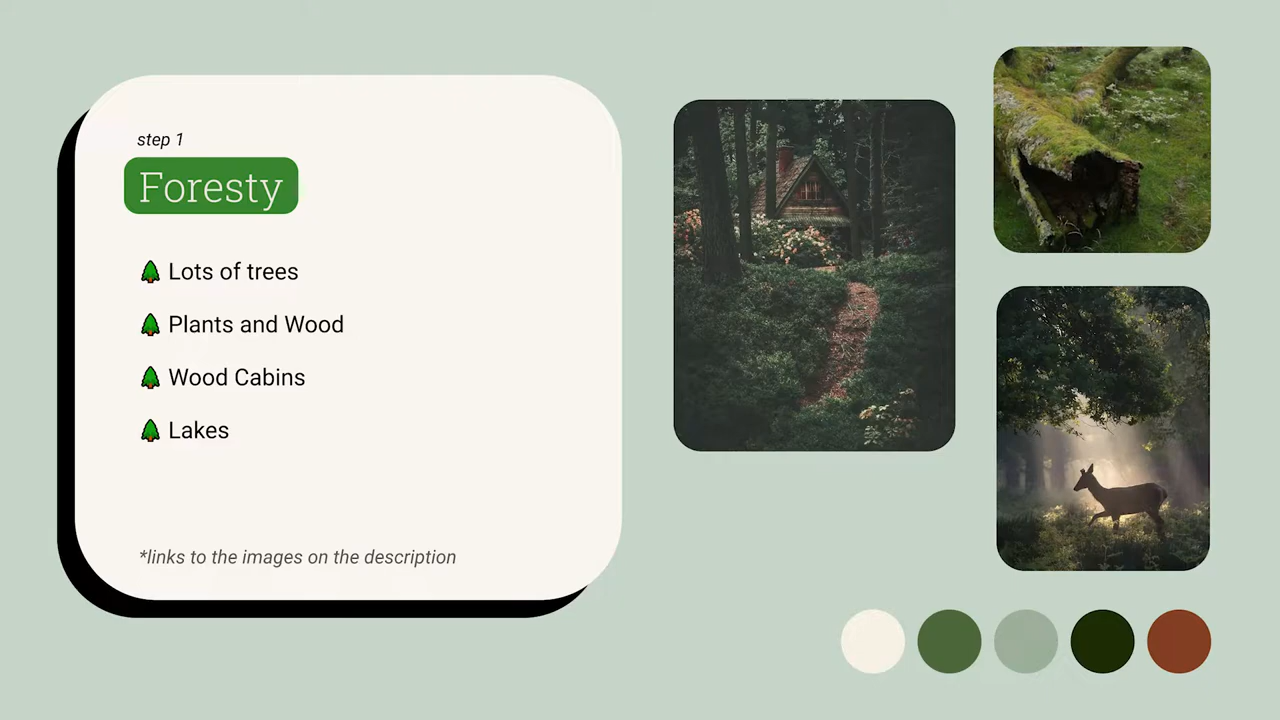 step 1
Foresty
🌲 Lots of trees
🌲 Plants and Wood
🌲 Wood Cabins
🌲 Lakes
*links to the images on the description